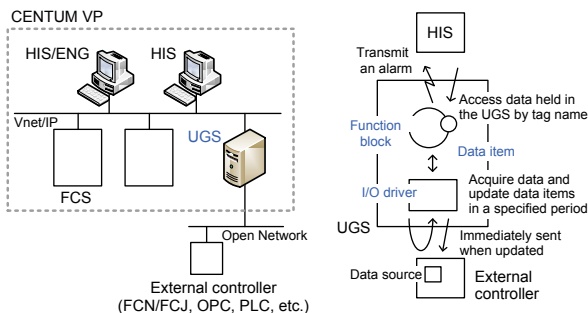 CENTUM VP
HIS/ENG
HIS
Vnet/IP
UGS
FCS
Open Network
External controller
(FCN/FCJ, OPC, PLC, etc.)
HIS
Transmit
an alarm
Access data held in
the UGS by tag name
Function
block
Data item
I/O driver
Acquire data and
update data items
in a specified period
UGS
Immediately sent
when updated
Data source
External
controller